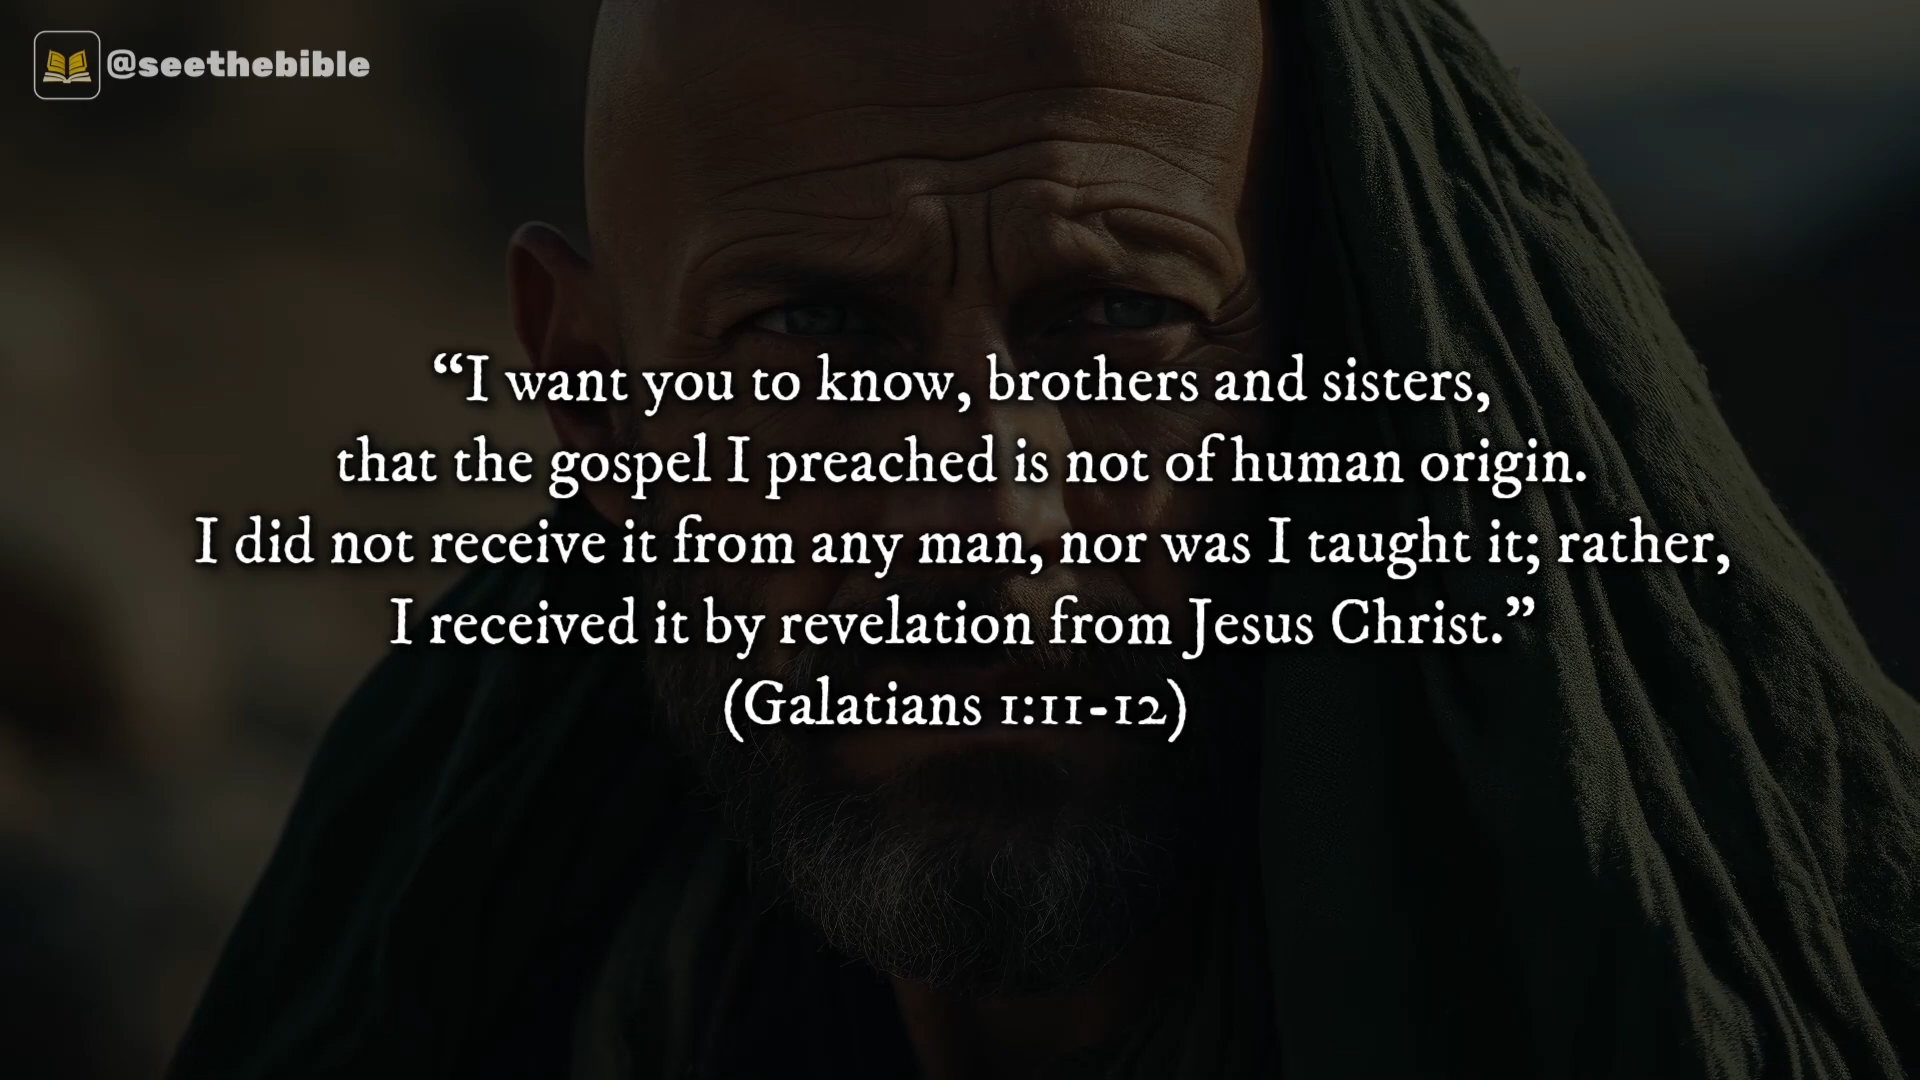 @seethebible
“I want you to know, brothers and sisters,
that the gospel I preached is not of human origin.
I did not receive it from any man, nor was I taught it; rather,
I received it by revelation from Jesus Christ.”
(Galatians 1:11-12)